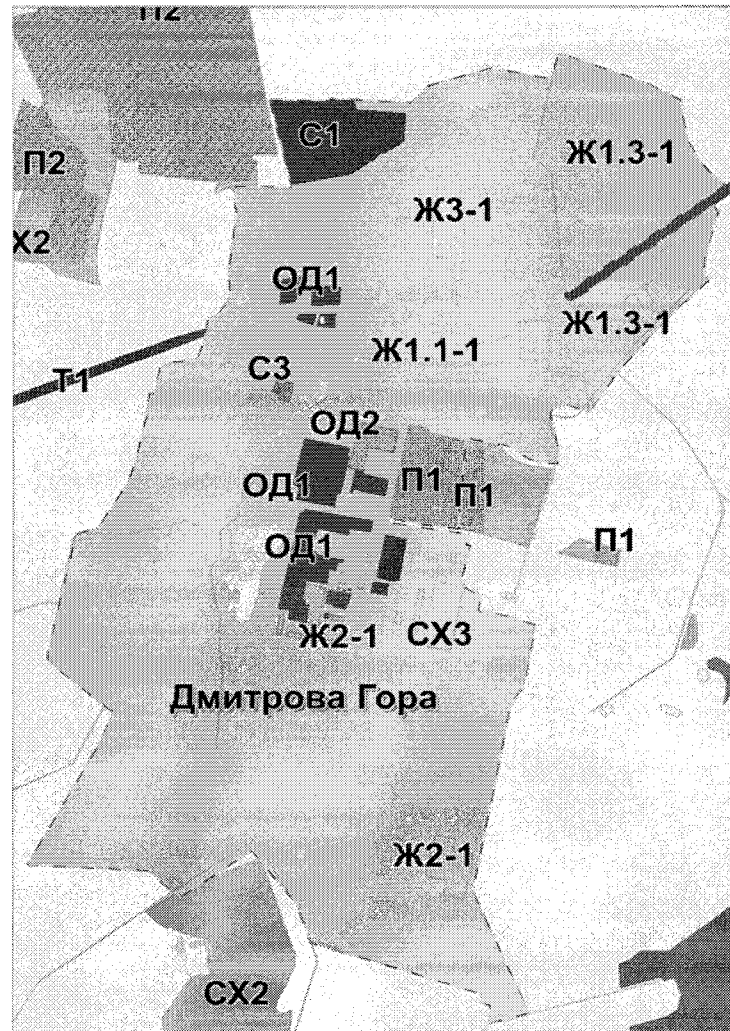 П2
С1
П2
Ж1.3-1
Ж3-1
Х2
ОД1
Ж1.3-1
Ж1.1-1
С3
Т1
ОД2
ОД1
П1
П1
ОД1
П1
Ж2-1
СХ3
Дмитрова Гора
Ж2-1
СХ2